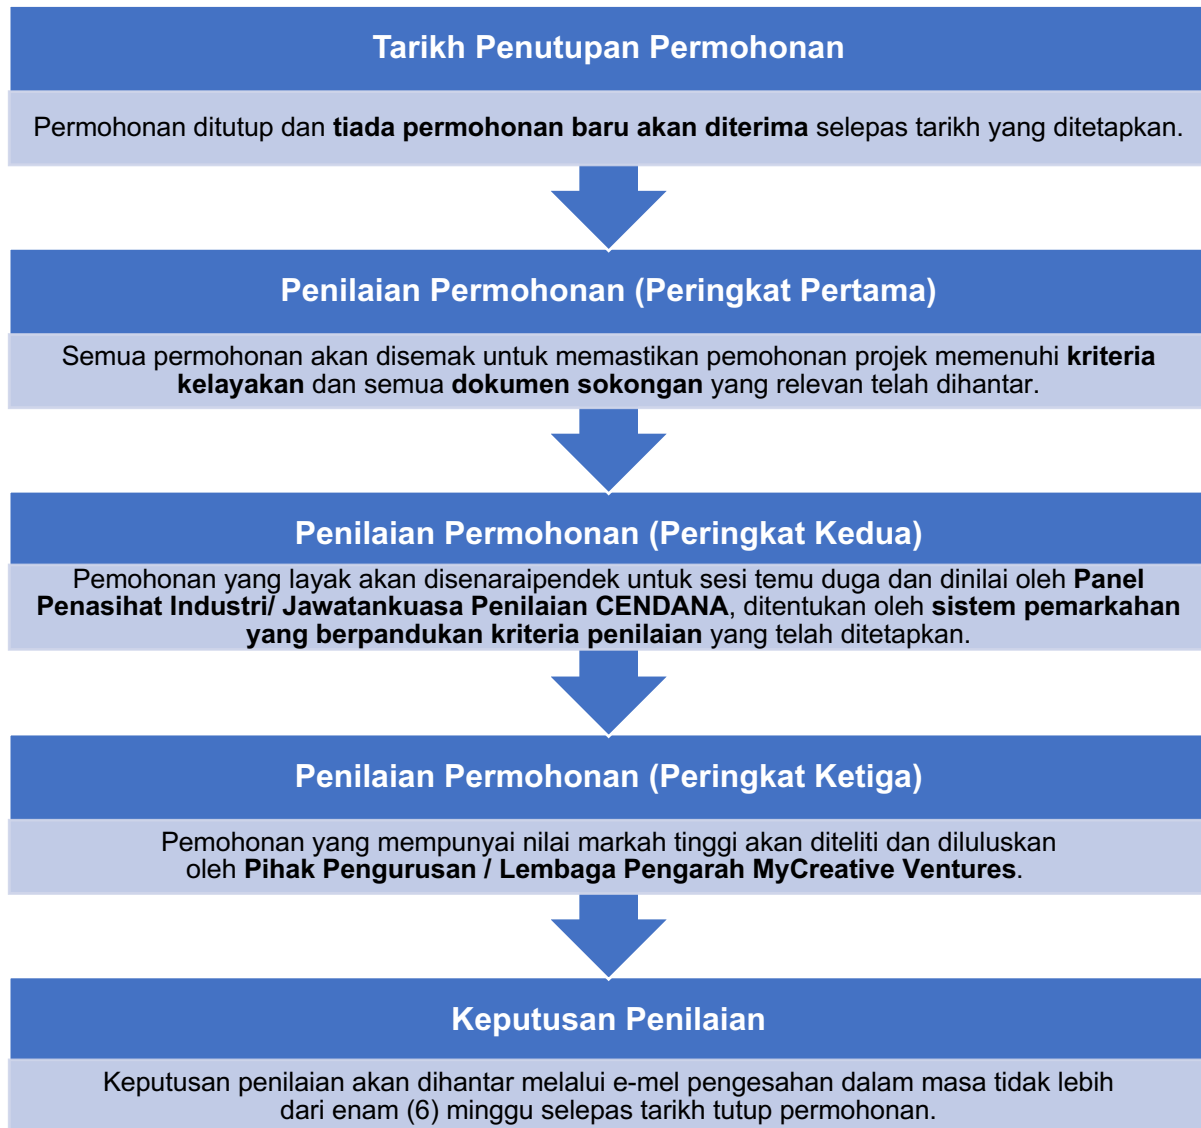 Tarikh Penutupan Permohonan
Permohonan ditutup dan tiada permohonan baru akan diterima selepas tarikh yang ditetapkan.
Penilaian Permohonan (Peringkat Pertama)
Semua permohonan akan disemak untuk memastikan pemohonan projek memenuhi kriteria
kelayakan dan semua dokumen sokongan yang relevan telah dihantar.
Penilaian Permohonan (Peringkat Kedua)
Pemohonan yang layak akan disenaraipendek untuk sesi temu duga dan dinilai oleh Panel
Penasihat Industri/ Jawatankuasa Penilaian CENDANA, ditentukan oleh sistem pemarkahan
yang berpandukan kriteria penilaian yang telah ditetapkan.
Penilaian Permohonan (Peringkat Ketiga)
Pemohonan yang mempunyai nilai markah tinggi akan diteliti dan diluluskan
oleh Pihak Pengurusan / Lembaga Pengarah MyCreative Ventures.
Keputusan Penilaian
Keputusan penilaian akan dihantar melalui e-mel pengesahan dalam masa tidak lebih
dari enam (6) minggu selepas tarikh tutup permohonan.